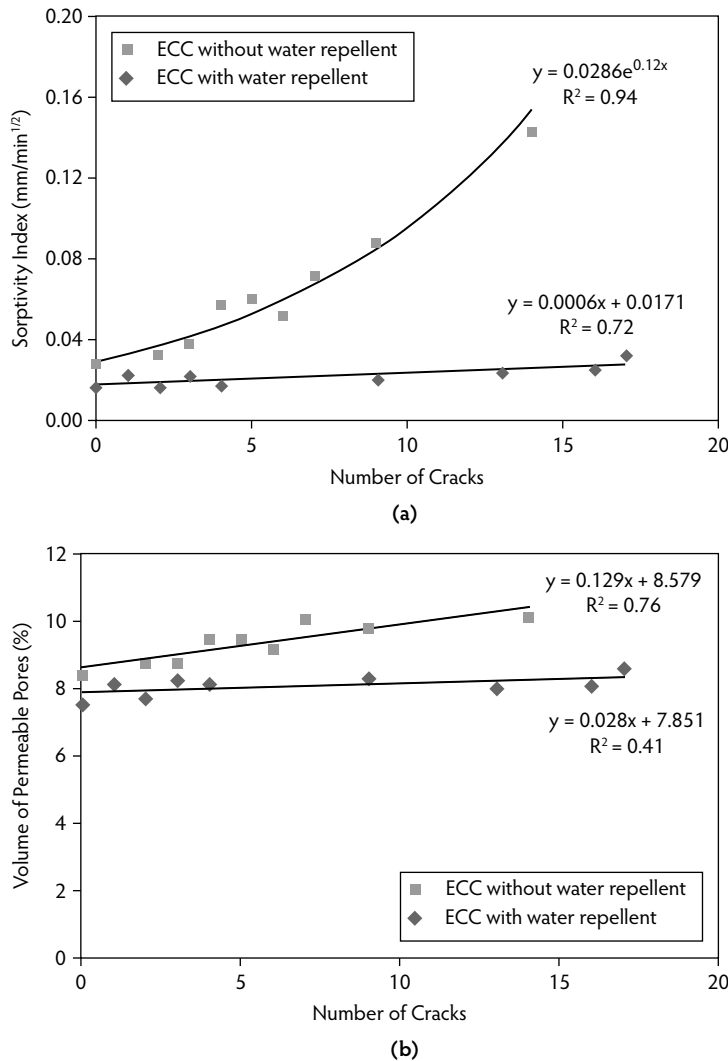 0.20
ECC without water repellent
ECC with water repellent
y = 0.0286e^0.12x
R² = 0.94
0.16
0.12
0.08
y = 0.0006x + 0.0171
R² = 0.72
0.04
0.00
Sorptivity Index (mm/min^1/2)
0 5 10 15 20
Number of Cracks
(a)
12
y = 0.129x + 8.579
R² = 0.76
10
8
y = 0.028x + 7.851
R² = 0.41
6
4
ECC without water repellent
2
ECC with water repellent
0
Volume of Permeable Pores (%)
0 5 10 15 20
Number of Cracks
(b)